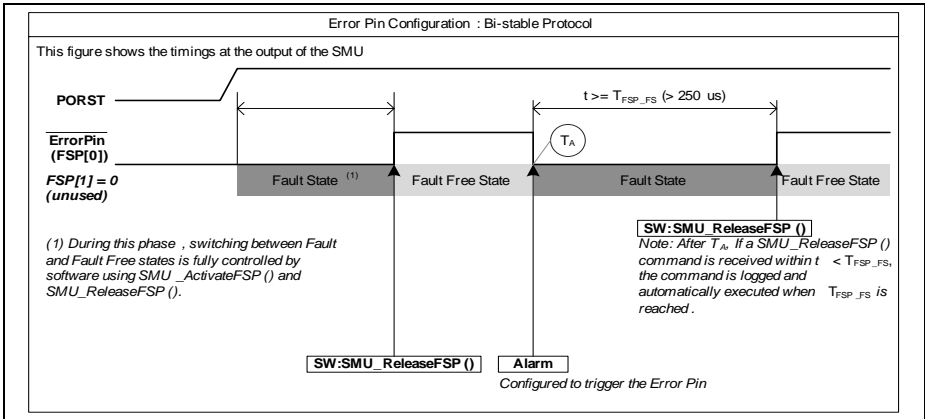 Error Pin Configuration : Bi-stable Protocol
This figure shows the timings at the output of the SMU
PORST
t >= TFSP_FS (> 250 us)
ErrorPin
(FSP[0])
TA
FSP[1] = 0
(unused)
Fault State (1)
Fault Free State
Fault State
Fault Free State
(1) During this phase , switching between Fault
and Fault Free states is fully controlled by
software using SMU _ActivateFSP () and
SMU_ReleaseFSP ().
SW:SMU_ReleaseFSP ()
Note: After TA, If a SMU_ReleaseFSP ()
command is received within t < TFSP_FS,
the command is logged and
automatically executed when TFSP_FS is
reached .
SW:SMU_ReleaseFSP ()
Alarm
Configured to trigger the Error Pin